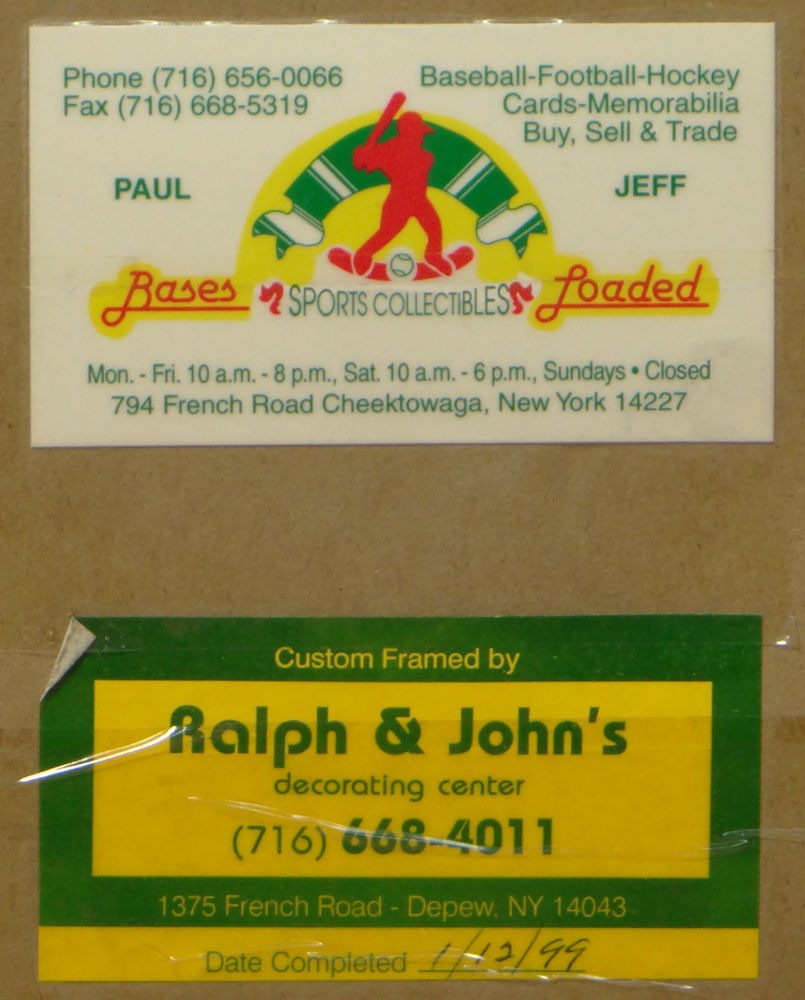 Phone (716) 656-0066
Fax (716) 668-5319
Baseball-Football-Hockey
Cards-Memorabilia
Buy, Sell & Trade
PAUL
JEFF
Bases SPORTS COLLECTIBLES Loaded
Mon. - Fri. 10 a.m. - 8 p.m., Sat. 10 a.m. - 6 p.m., Sundays • Closed
794 French Road Cheektowaga, New York 14227
Custom Framed by
Ralph & John's
decorating center
(716) 668-4011
1375 French Road - Depew, NY 14043
Date Completed 1/12/99